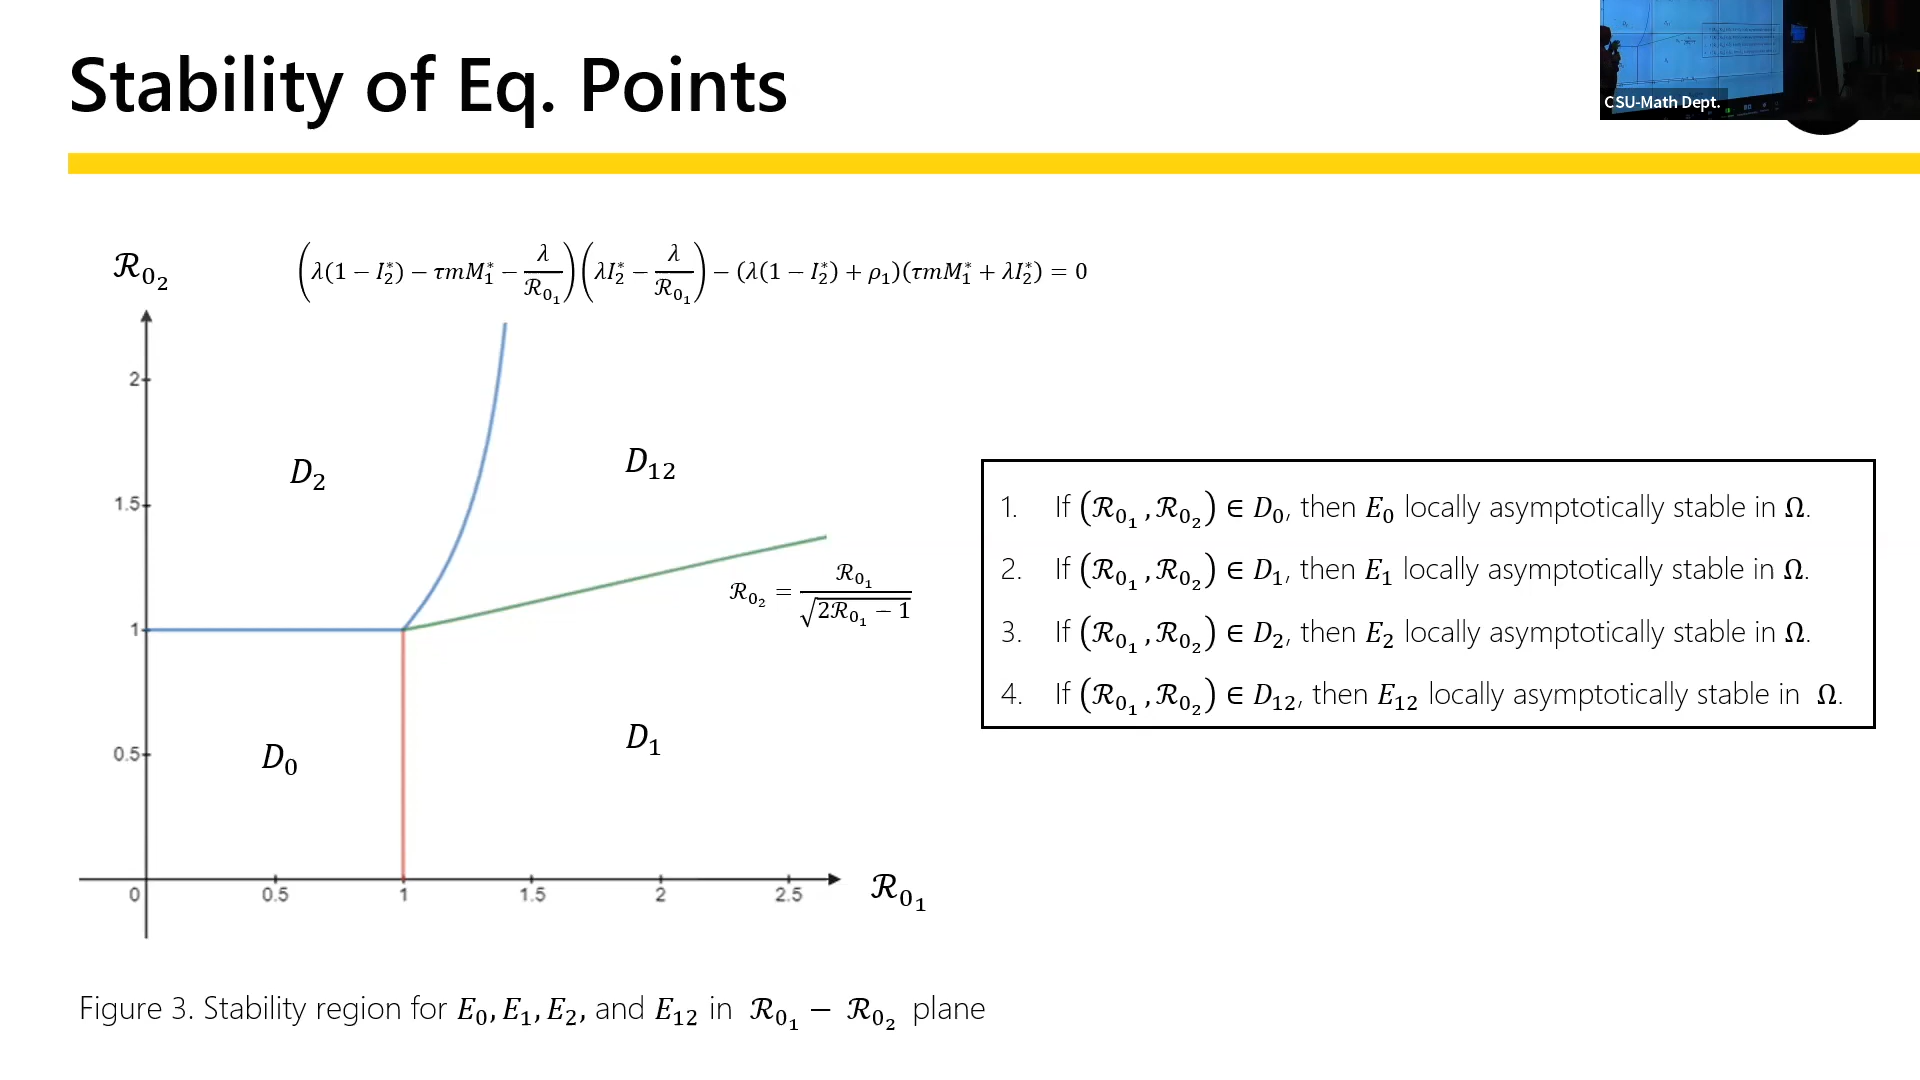 Stability of Eq. Points
CSU-Math Dept.
ℛ₀₂
(λ(1 − I₂*) − τmM₁* − λ/ℛ₀₁)(λI₂* − λ/ℛ₀₁) − (λ(1 − I₂*) + ρ₁)(τmM₁* + λI₂*) = 0
2
1.5
1
0.5
0
0.5
1
1.5
2
2.5
D₂
D₁₂
D₀
D₁
ℛ₀₂ = ℛ₀₁/√(2ℛ₀₁ − 1)
ℛ₀₁
1. If (ℛ₀₁, ℛ₀₂) ∈ D₀, then E₀ locally asymptotically stable in Ω.
2. If (ℛ₀₁, ℛ₀₂) ∈ D₁, then E₁ locally asymptotically stable in Ω.
3. If (ℛ₀₁, ℛ₀₂) ∈ D₂, then E₂ locally asymptotically stable in Ω.
4. If (ℛ₀₁, ℛ₀₂) ∈ D₁₂, then E₁₂ locally asymptotically stable in Ω.
Figure 3. Stability region for E₀, E₁, E₂, and E₁₂ in ℛ₀₁ − ℛ₀₂ plane